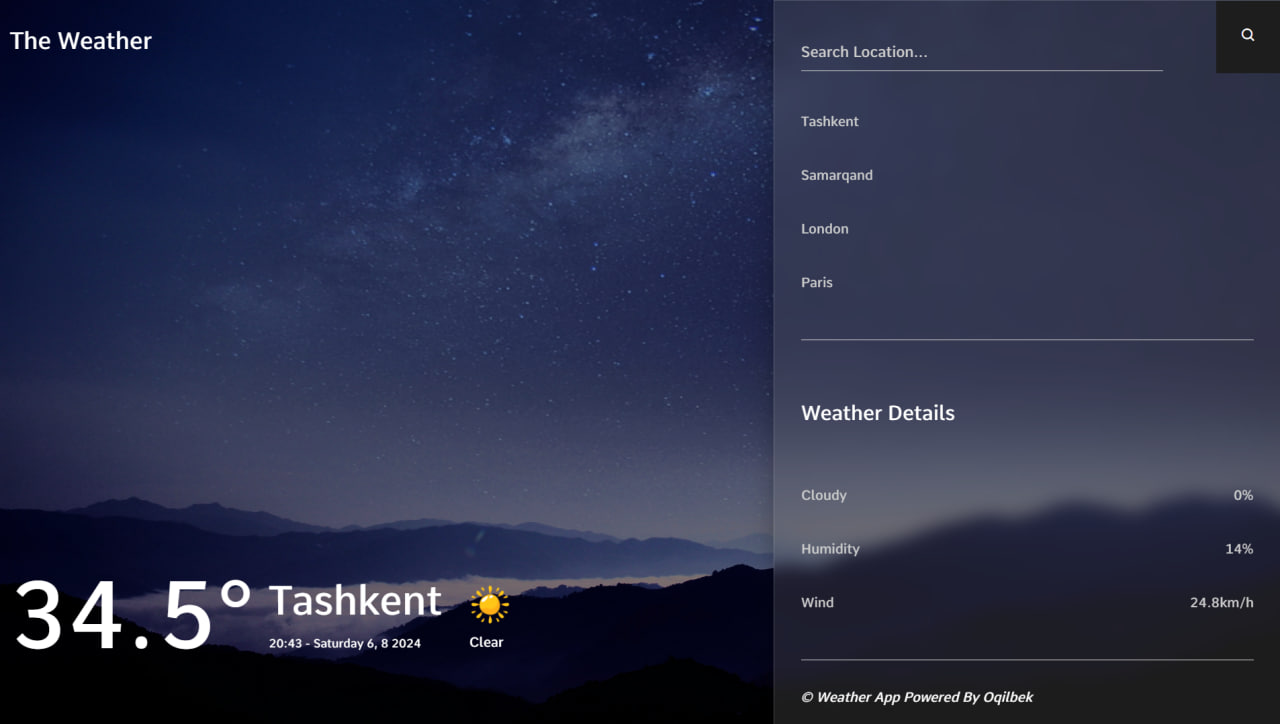 The Weather
Search Location...
Tashkent
Samarqand
London
Paris
Weather Details
Cloudy 0%
Humidity 14%
Wind 24.8km/h
© Weather App Powered By Oqilbek
34.5°
Tashkent
20:43 - Saturday 6, 8 2024
Clear